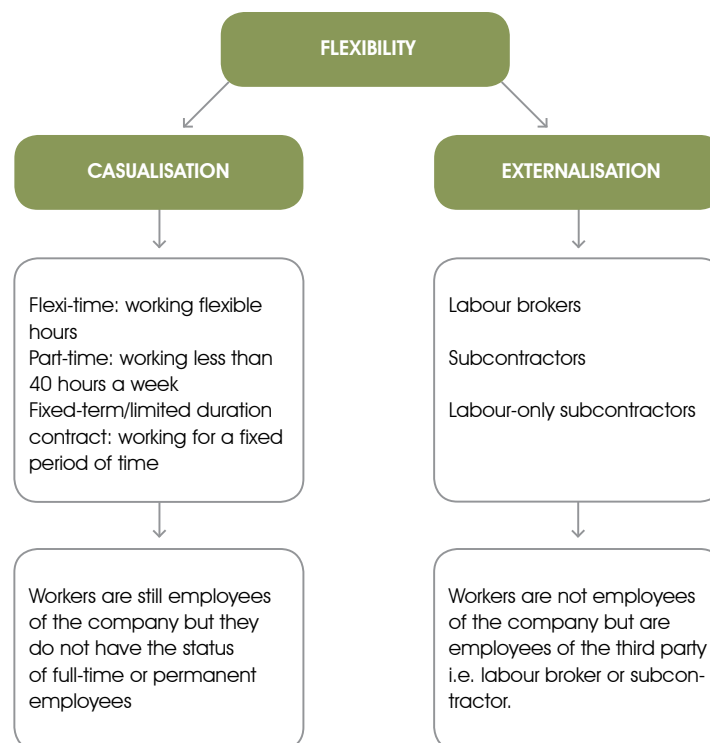 FLEXIBILITY
CASUALISATION
EXTERNALISATION
Flexi-time: working flexible
hours
Part-time: working less than
40 hours a week
Fixed-term/limited duration
contract: working for a fixed
period of time
Labour brokers
Subcontractors
Labour-only subcontractors
Workers are still employees
of the company but they
do not have the status
of full-time or permanent
employees
Workers are not employees
of the company but are
employees of the third party
i.e. labour broker or subcon-
tractor.